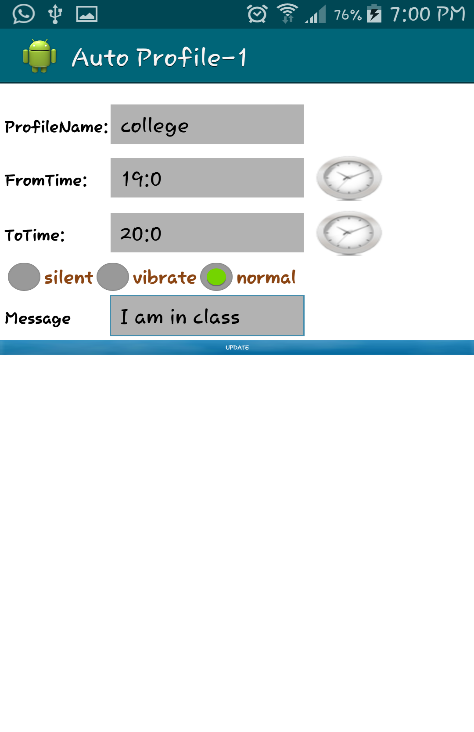 76% 7:00 PM
Auto Profile-1
ProfileName: college
FromTime: 19:0
ToTime: 20:0
silent vibrate normal
Message I am in class
UPDATE